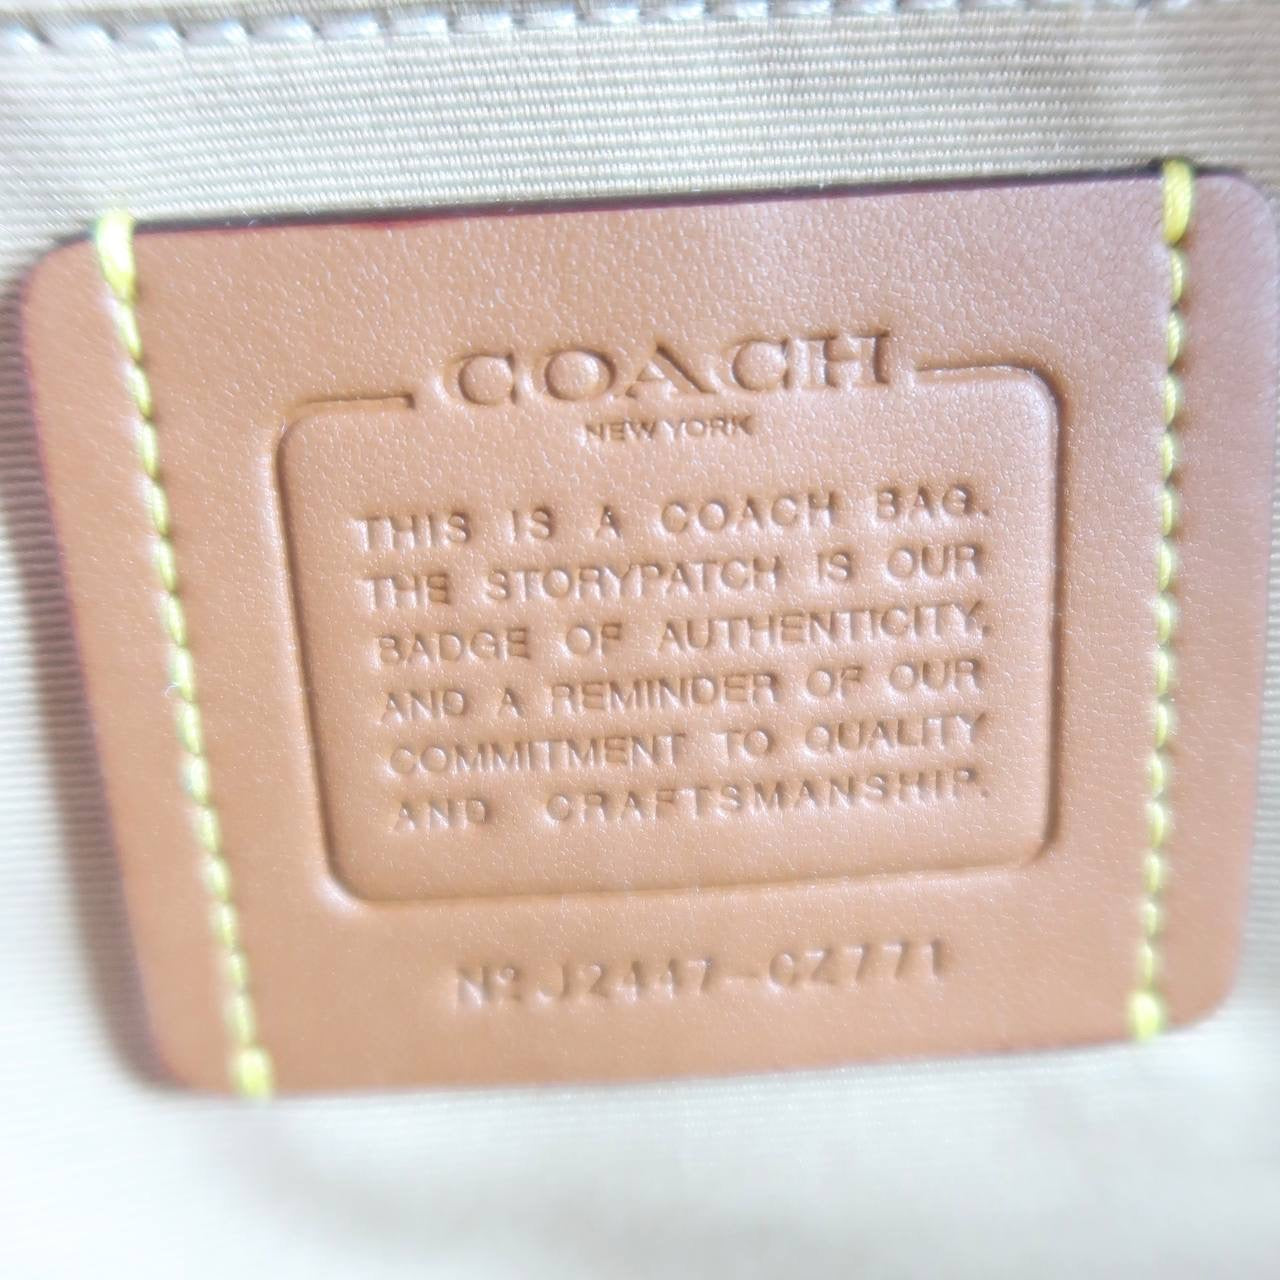 COACH
NEW YORK
THIS IS A COACH BAG.
THE STORYPATCH IS OUR
BADGE OF AUTHENTICITY,
AND A REMINDER OF OUR
COMMITMENT TO QUALITY
AND CRAFTSMANSHIP.
Nº J2447-CZ771